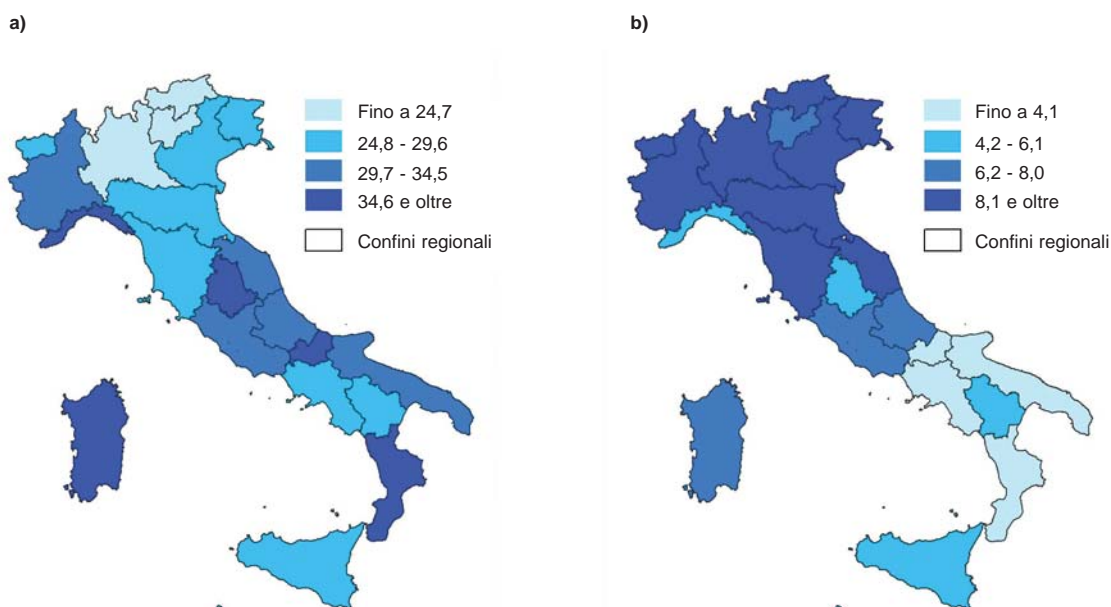 a)
Fino a 24,7
24,8 - 29,6
29,7 - 34,5
34,6 e oltre
Confini regionali
b)
Fino a 4,1
4,2 - 6,1
6,2 - 8,0
8,1 e oltre
Confini regionali